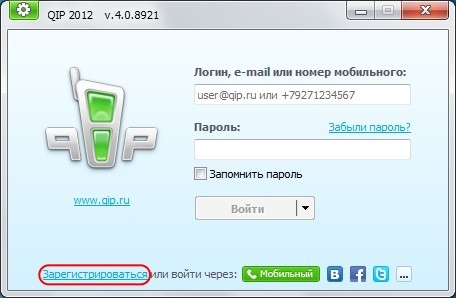 QIP 2012 v.4.0.8921
Логин, e-mail или номер мобильного:
user@qip.ru или +79271234567
Пароль: Забыли пароль?
Запомнить пароль
qip
www.qip.ru
Войти
Зарегистрироваться или войти через: Мобильный В f t ...